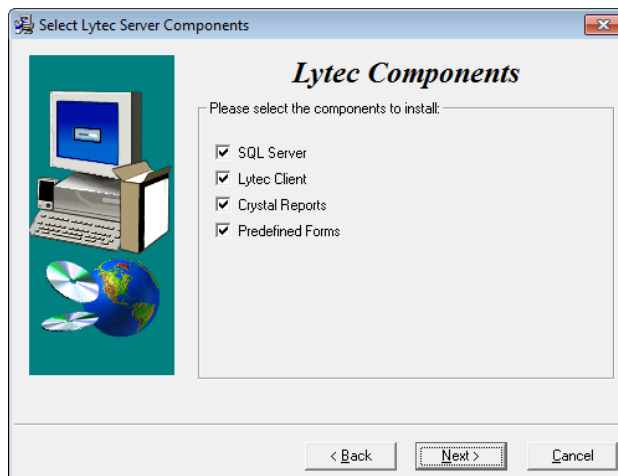 Select Lytec Server Components
Lytec Components
Please select the components to install:
SQL Server
Lytec Client
Crystal Reports
Predefined Forms
< Back
Next >
Cancel